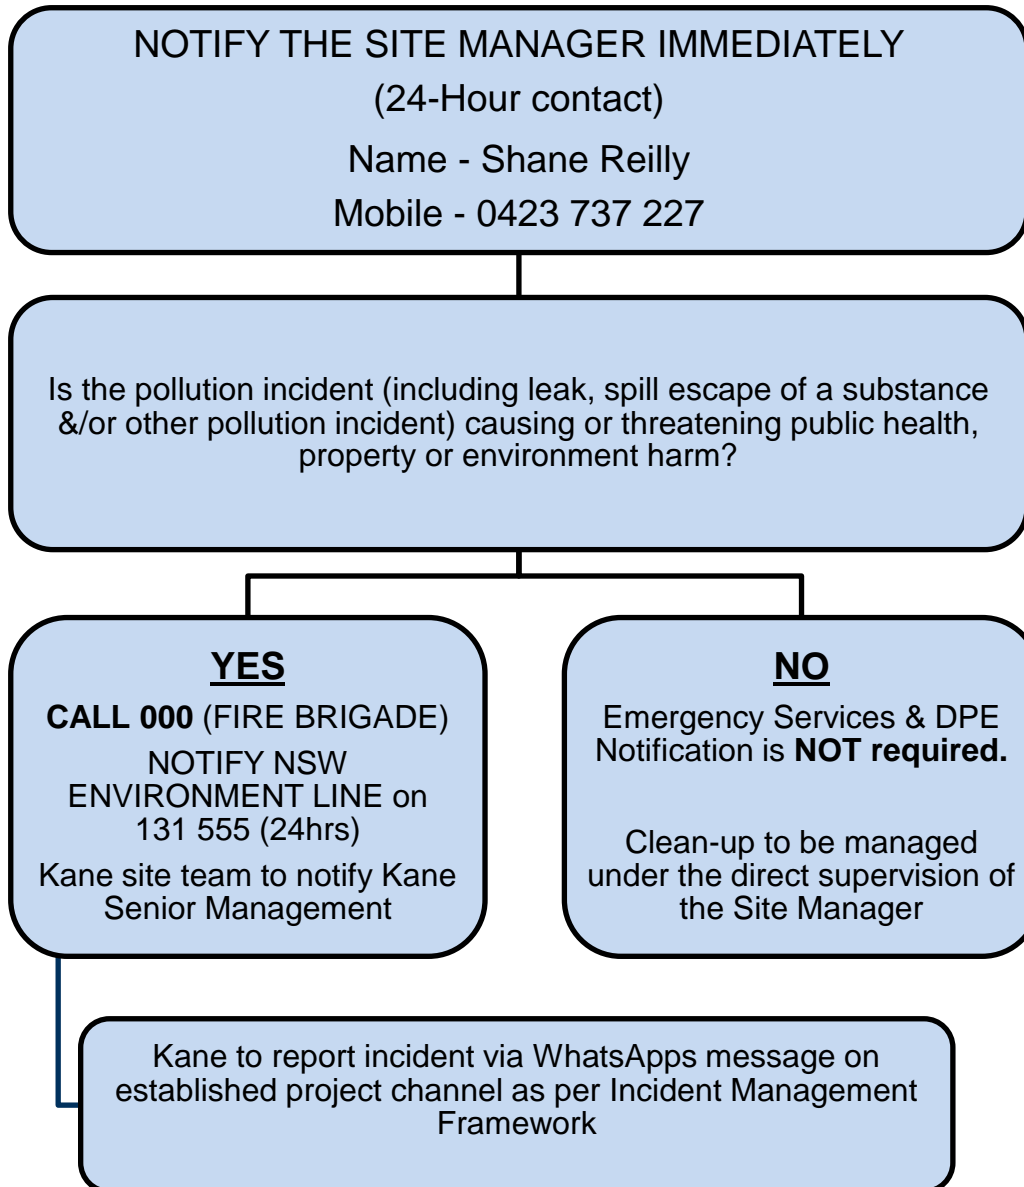 NOTIFY THE SITE MANAGER IMMEDIATELY
(24-Hour contact)
Name - Shane Reilly
Mobile - 0423 737 227
Is the pollution incident (including leak, spill escape of a substance
&/or other pollution incident) causing or threatening public health,
property or environment harm?
YES
CALL 000 (FIRE BRIGADE)
NOTIFY NSW
ENVIRONMENT LINE on
131 555 (24hrs)
Kane site team to notify Kane
Senior Management
NO
Emergency Services & DPE
Notification is NOT required.
Clean-up to be managed
under the direct supervision of
the Site Manager
Kane to report incident via WhatsApps message on
established project channel as per Incident Management
Framework